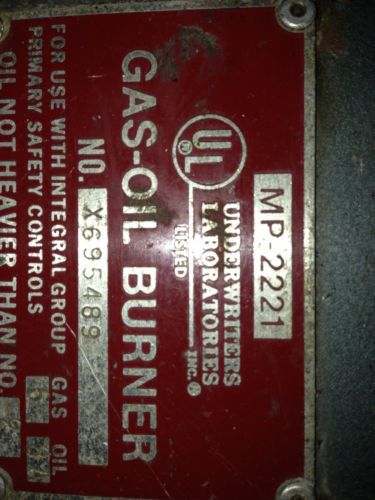 MP-2221
UL
®
UNDERWRITERS
LABORATORIES
INC.®
LISTED
GAS-OIL BURNER
NO. X695489
FOR USE WITH INTEGRAL GROUP GAS OIL
PRIMARY SAFETY CONTROLS
OIL NOT HEAVIER THAN NO.